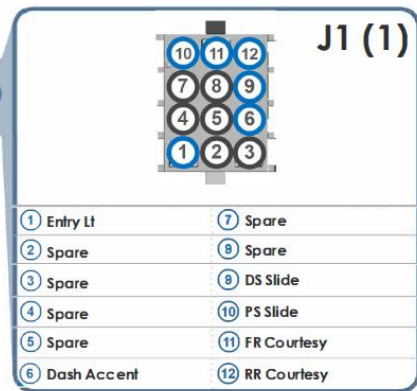 J1 (1)
10 11 12
7 8 9
4 5 6
1 2 3
1 Entry Lt
2 Spare
3 Spare
4 Spare
5 Spare
6 Dash Accent
7 Spare
8 Spare
9 DS Slide
10 PS Slide
11 FR Courtesy
12 RR Courtesy